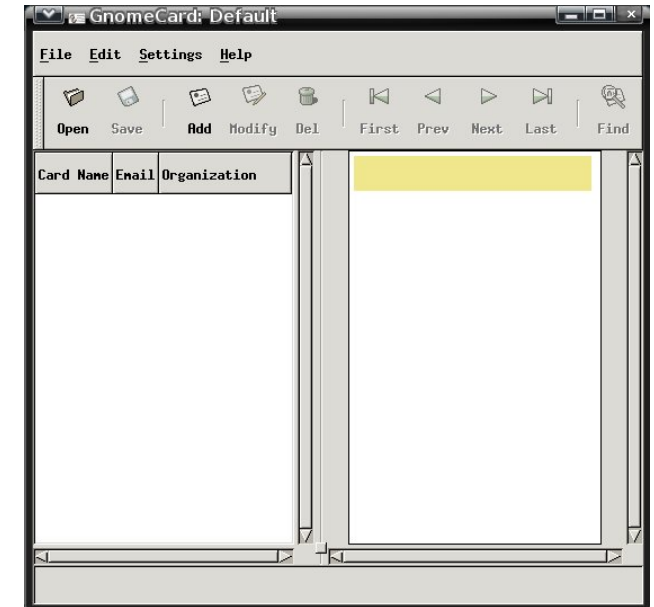 GnomeCard: Default
File Edit Settings Help
Open Save Add Modify Del First Prev Next Last Find
Card Name Email Organization